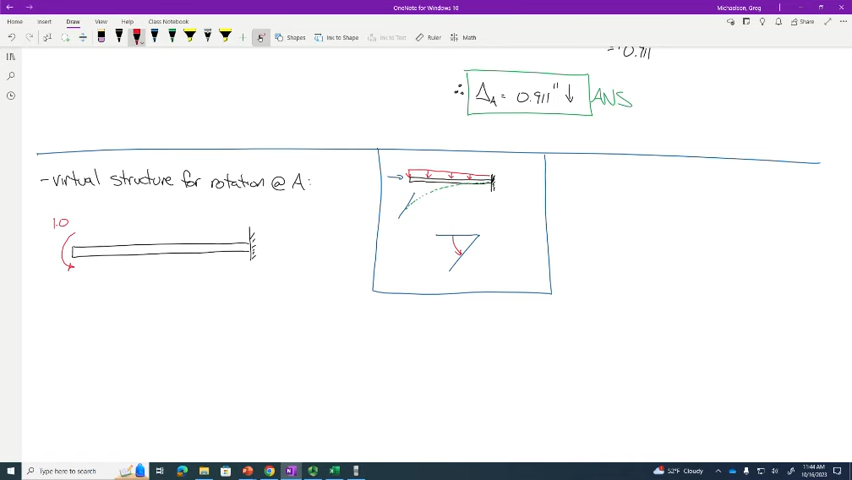 OneNote for Windows 10
Michaelson, Greg
Home Insert Draw View Help Class Notebook
Share
Shapes Ink to Shape Ink to Text Ruler Math
= 0.911
∴ Δ_A = 0.911" ↓ ANS
- virtual structure for rotation @ A:
1.0
Type here to search
52°F Cloudy
11:44 AM
10/16/2023